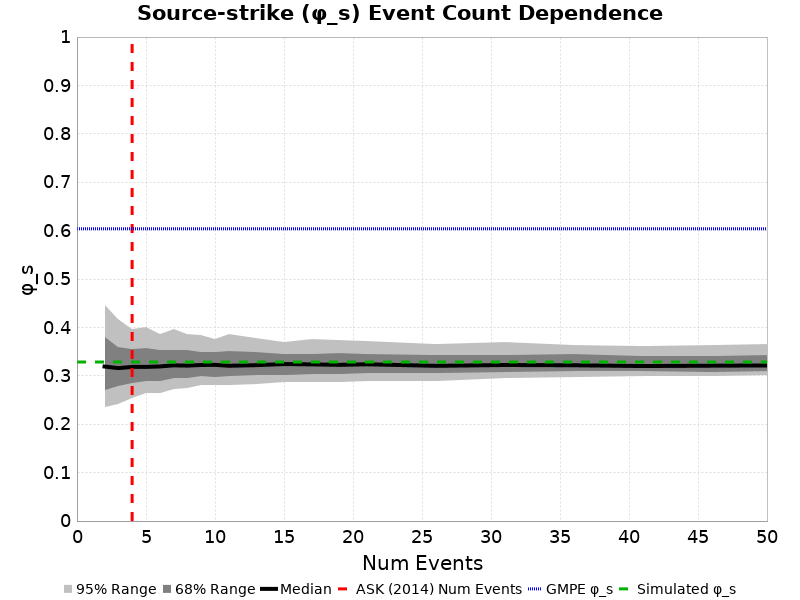 Source-strike (φ_s) Event Count Dependence
1
0.9
0.8
0.7
0.6
0.5
0.4
0.3
0.2
0.1
0
φ_s
0 5 10 15 20 25 30 35 40 45 50
Num Events
95% Range 68% Range Median ASK (2014) Num Events GMPE φ_s Simulated φ_s